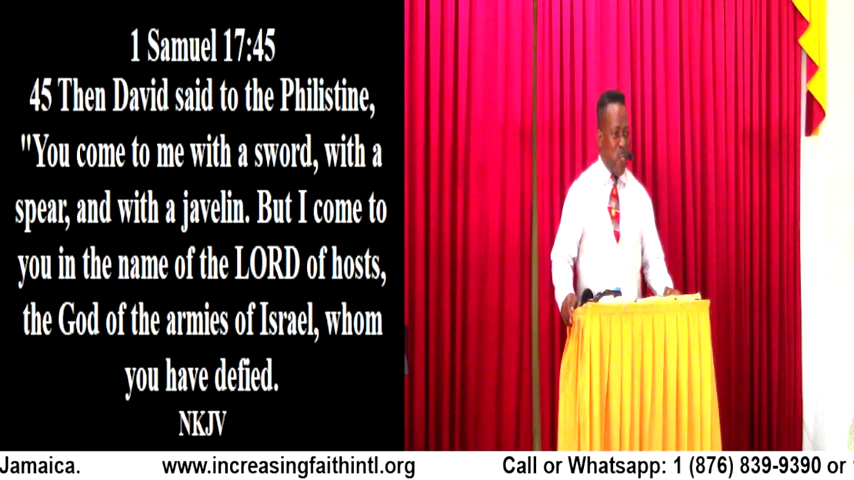 1 Samuel 17:45
45 Then David said to the Philistine,
"You come to me with a sword, with a
spear, and with a javelin. But I come to
you in the name of the LORD of hosts,
the God of the armies of Israel, whom
you have defied.
NKJV
Jamaica. www.increasingfaithintl.org Call or Whatsapp: 1 (876) 839-9390 or